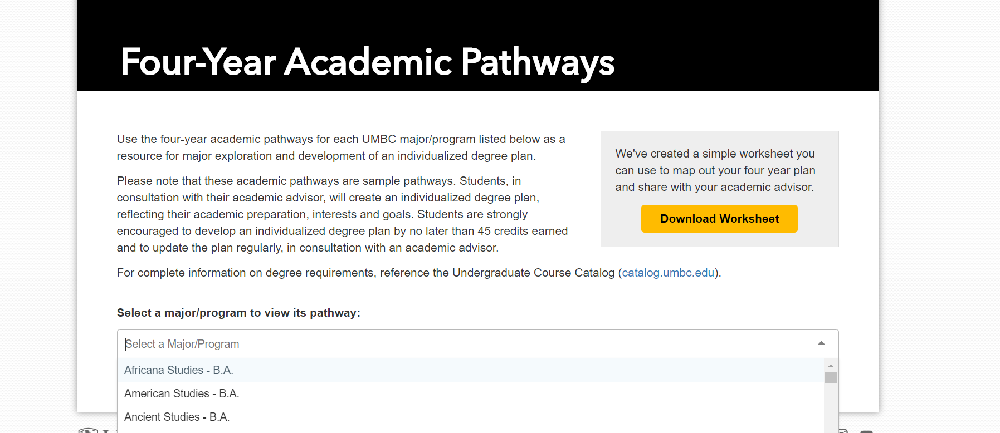 Four-Year Academic Pathways
Use the four-year academic pathways for each UMBC major/program listed below as a
resource for major exploration and development of an individualized degree plan.
Please note that these academic pathways are sample pathways. Students, in
consultation with their academic advisor, will create an individualized degree plan,
reflecting their academic preparation, interests and goals. Students are strongly
encouraged to develop an individualized degree plan by no later than 45 credits earned
and to update the plan regularly, in consultation with an academic advisor.
We've created a simple worksheet you
can use to map out your four year plan
and share with your academic advisor.
Download Worksheet
For complete information on degree requirements, reference the Undergraduate Course Catalog (catalog.umbc.edu).
Select a major/program to view its pathway:
Select a Major/Program
Africana Studies - B.A.
American Studies - B.A.
Ancient Studies - B.A.